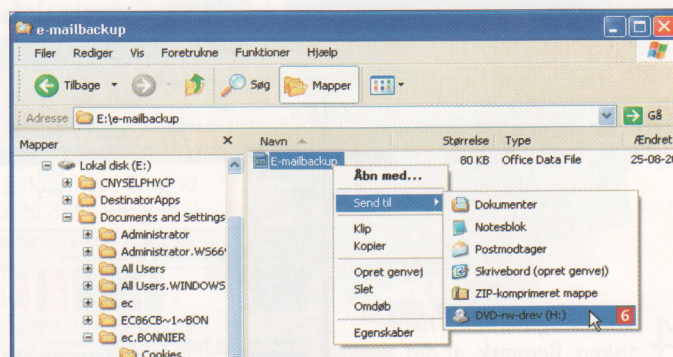 e-mailbackup
Filer Rediger Vis Foretrukne Funktioner Hjælp
Tilbage Søg Mapper
Adresse E:\e-mailbackup Gå
Mapper X Navn Størrelse Type Ændret
Lokal disk (E:)
E-mailbackup 80 KB Office Data File 25-08-20
CNYSELPHYCP
DestinatorApps
Documents and Settings
Administrator
Administrator.WS66
All Users
All Users.WINDOWS
ec
EC86CB~1~BON
ec.BONNIER
Cookies
Åbn med...
Send til
Klip
Kopier
Opret genvej
Slet
Omdøb
Egenskaber
Dokumenter
Notesblok
Postmodtager
Skrivebord (opret genvej)
ZIP-komprimeret mappe
DVD-rw-drev (H:) 6